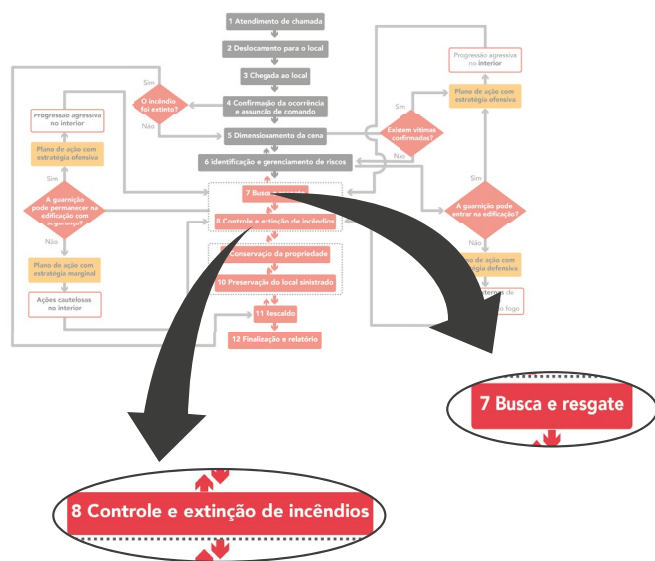 1 Atendimento de chamada
2 Deslocamento para o local
3 Chegada ao local
4 Confirmação da ocorrência
e assunção de comando
5 Dimensionamento da cena
6 Identificação e gerenciamento de riscos
7 Busca
8 Controle e extinção de incêndios
Conservação da propriedade
10 Preservação do local sinistrado
11 Rescaldo
12 Finalização e relatório
Sim
O incêndio
foi extinto?
Não
Progressão agressiva
no interior
Plano de ação com
estratégia ofensiva
Sim
A guarnição
pode permanecer na
edificação com
segurança?
Não
Plano de ação com
estratégia marginal
Ações cautelosas
no interior
Progressão agressiva
no interior
Plano de ação com
estratégia ofensiva
Sim
Existem vítimas
confirmadas?
Não
Sim
A guarnição pode
entrar na edificação?
Não
Plano de ação com
estratégia defensiva
de
fogo
7 Busca e resgate
8 Controle e extinção de incêndios